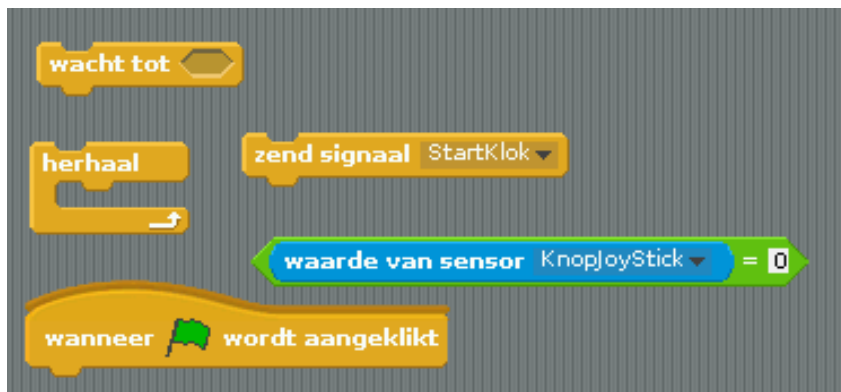 wacht tot
zend signaal StartKlok
herhaal
waarde van sensor KnopJoyStick = 0
wanneer wordt aangeklikt